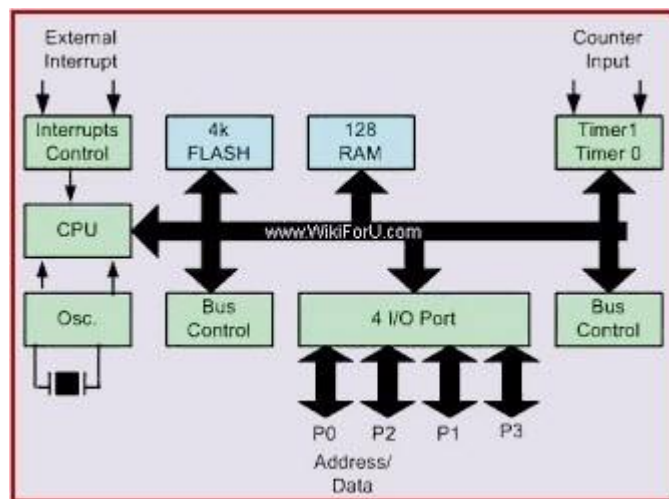 External
Interrupt
Counter
Input
Interrupts
Control
4k
FLASH
128
RAM
Timer1
Timer 0
CPU
www.WikiForU.com
Osc.
Bus
Control
4 I/O Port
Bus
Control
P0 P2 P1 P3
Address/
Data